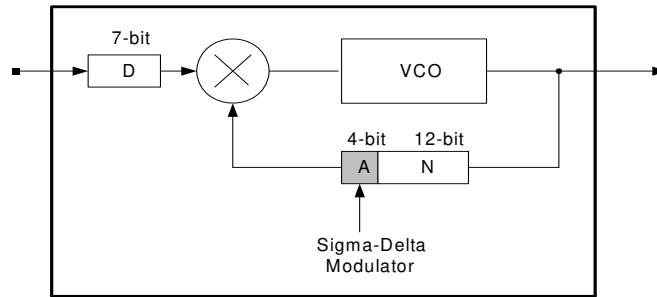 7-bit
D
VCO
4-bit 12-bit
A N
Sigma-Delta
Modulator